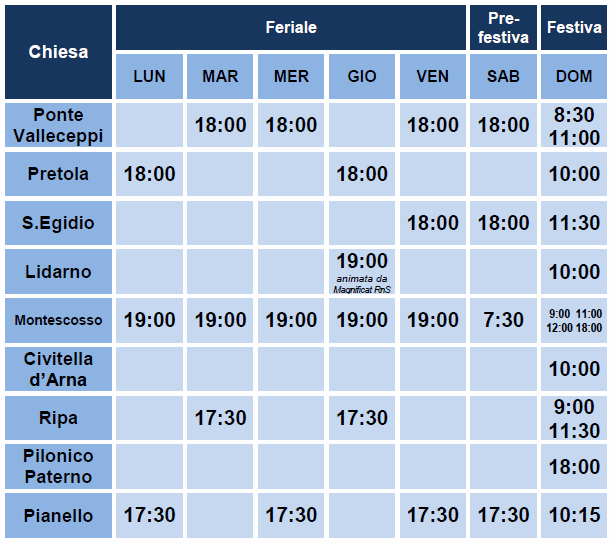 Chiesa Feriale Pre-festiva Festiva
LUN MAR MER GIO VEN SAB DOM
Ponte Valleceppi 18:00 18:00 18:00 18:00 8:30 11:00
Pretola 18:00 18:00 10:00
S.Egidio 18:00 18:00 11:30
Lidarno 19:00 animata da Magnificat RnS 10:00
Montescosso 19:00 19:00 19:00 19:00 19:00 7:30 9:00 11:00 12:00 18:00
Civitella d'Arna 10:00
Ripa 17:30 17:30 9:00 11:30
Pilonico Paterno 18:00
Pianello 17:30 17:30 17:30 17:30 10:15